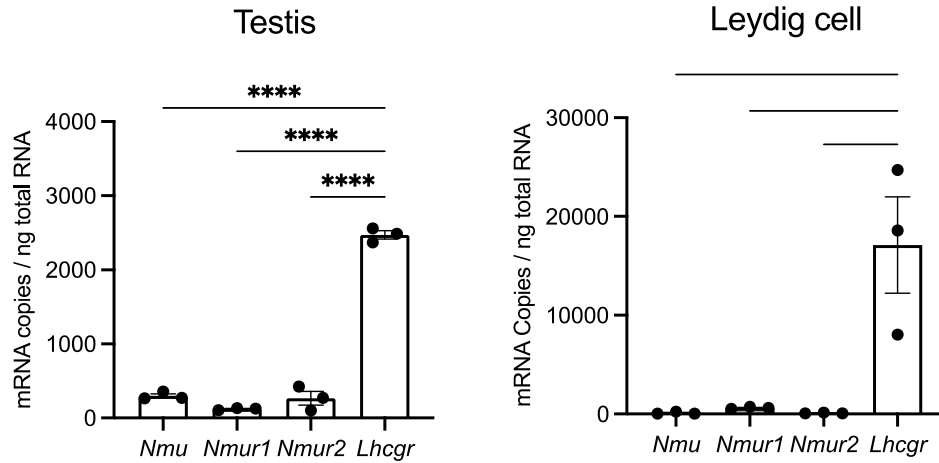 Testis
****
****
****
mRNA copies / ng total RNA
4000
3000
2000
1000
0
Nmu Nmur1 Nmur2 Lhcgr
Leydig cell
mRNA Copies / ng total RNA
30000
20000
10000
0
Nmu Nmur1 Nmur2 Lhcgr